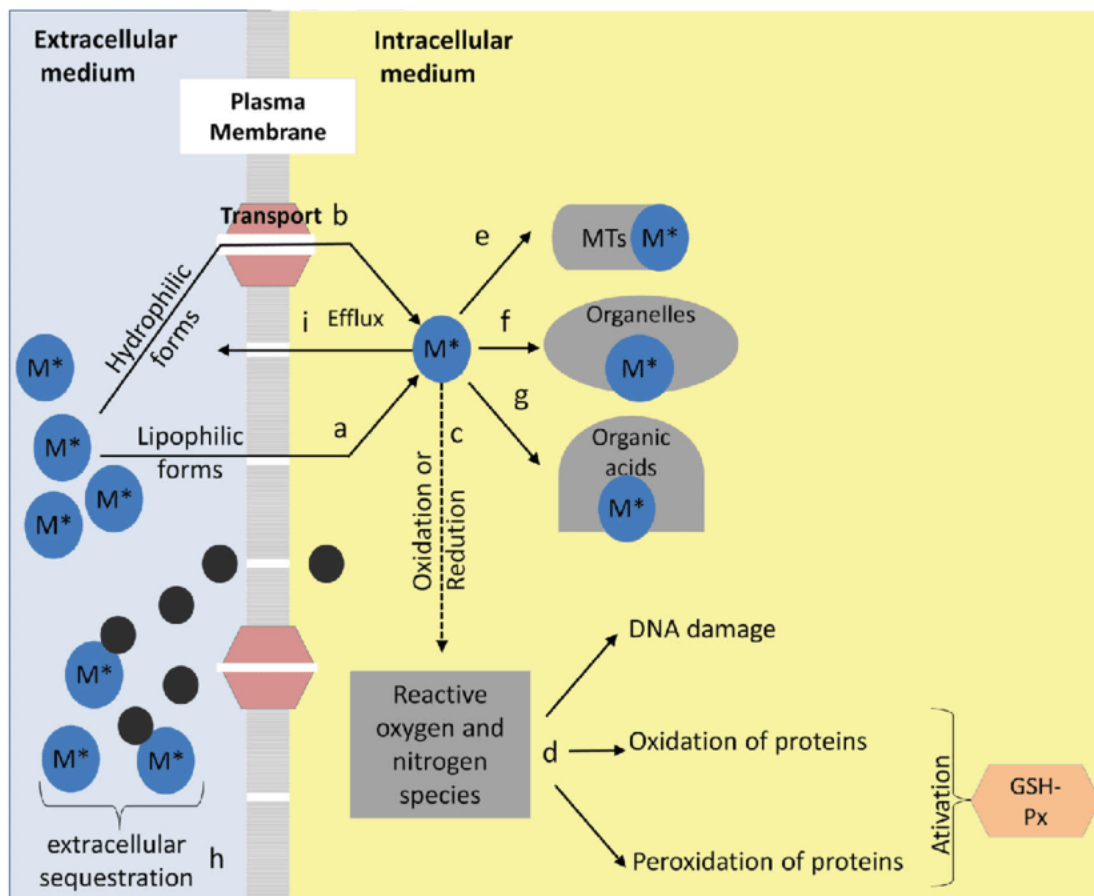 Extracellular
medium
Intracellular
medium
Plasma
Membrane
Transport
b
Hydrophilic
forms
i
Efflux
M*
e
MTs
M*
f
Organelles
M*
g
Organic
acids
M*
M*
M*
M*
M*
Lipophilic
forms
a
c
Oxidation or
Redution
M*
M*
M*
extracellular
sequestration
h
Reactive
oxygen and
nitrogen
species
d
DNA damage
Oxidation of proteins
Peroxidation of proteins
Ativation
GSH-
Px